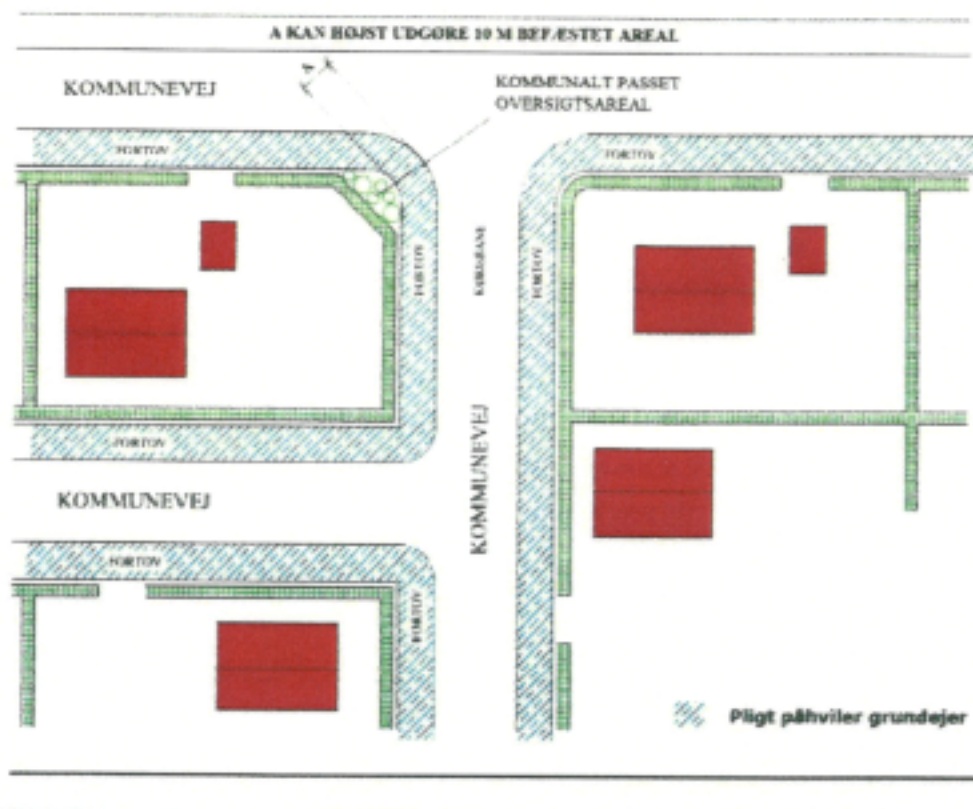 A KAN HØJST UDGØRE 10 M BEFÆSTET AREAL
A
KOMMUNEVEJ
KOMMUNALT PASSET
OVERSIGTSAREAL
FORTOV
FORTOV
FORTOV
KØREBANE
FORTOV
FORTOV
KOMMUNEVEJ
KOMMUNEVEJ
FORTOV
FORTOV
Pligt påhviler grundejer